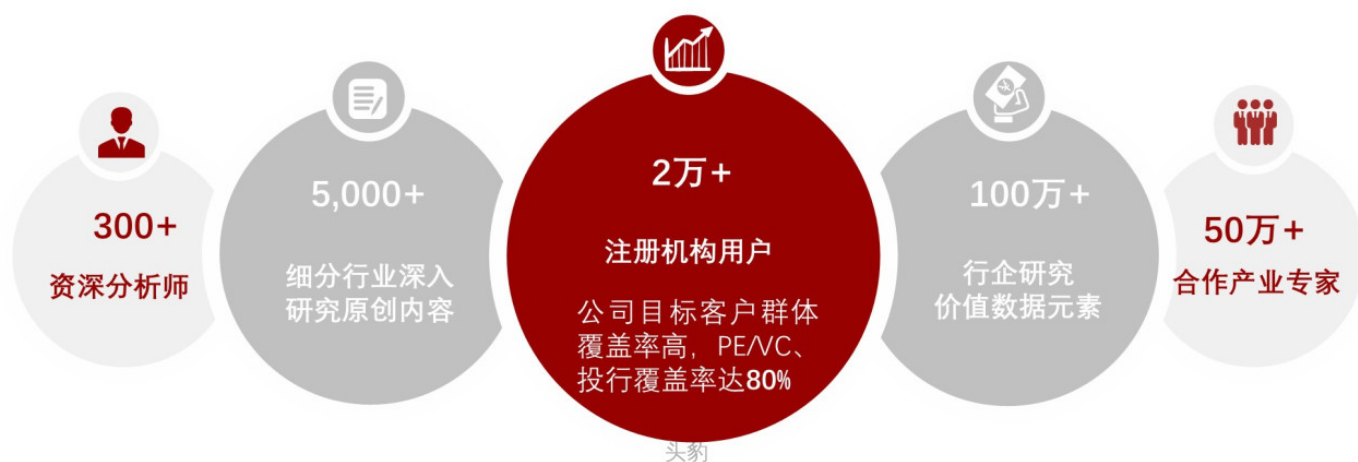 300+
资深分析师
5,000+
细分行业深入
研究原创内容
2万+
注册机构用户
公司目标客户群体
覆盖率高，PE/VC、
投行覆盖率达80%
100万+
行企研究
价值数据元素
50万+
合作产业专家
头豹